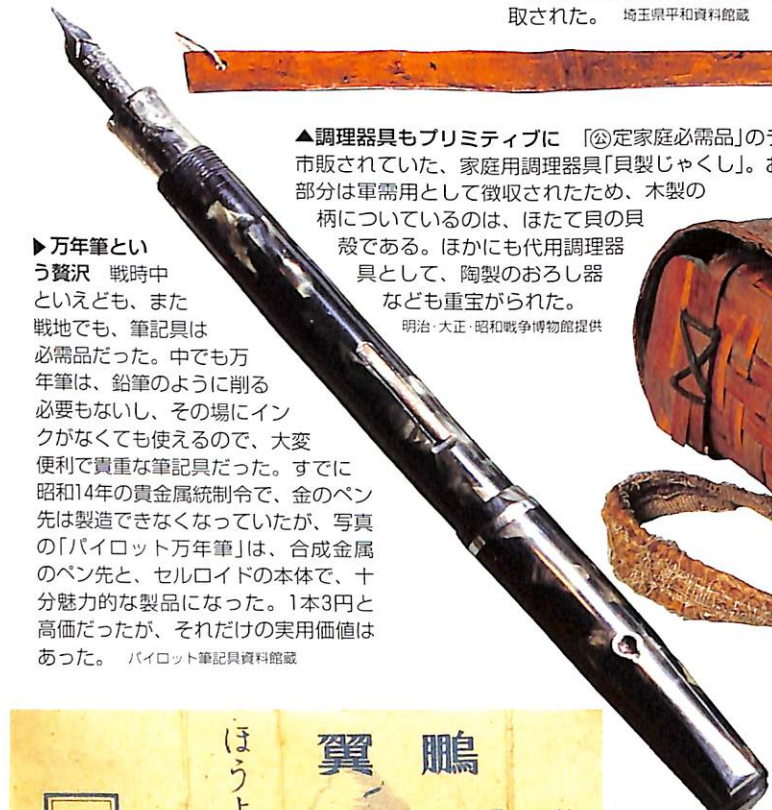 取された。 埼玉県平和資料館蔵
▲調理器具もプリミティブに 「㊛定家庭必需品」の
市販されていた、家庭用調理器具「貝製じゃくし」。
部分は軍需用として徴収されたため、木製の
柄についているのは、ほたて貝の貝
殻である。ほかにも代用調理器
具として、陶製のおろし器
なども重宝がられた。
明治・大正・昭和戦争博物館提供
▶万年筆とい
う贅沢 戦時中
といえども、また
戦地でも、筆記具は
必需品だった。中でも万
年筆は、鉛筆のように削る
必要もないし、その場にイン
クがなくても使えるので、大変
便利で貴重な筆記具だった。すでに
昭和14年の貴金属統制令で、金のペン
先は製造できなくなっていたが、写真
の「パイロット万年筆」は、合成金属
のペン先と、セルロイドの本体で、十
分魅力的な製品になった。1本3円と
高価だったが、それだけの実用価値は
あった。 パイロット筆記具資料館蔵
翼鵬
ほうよ